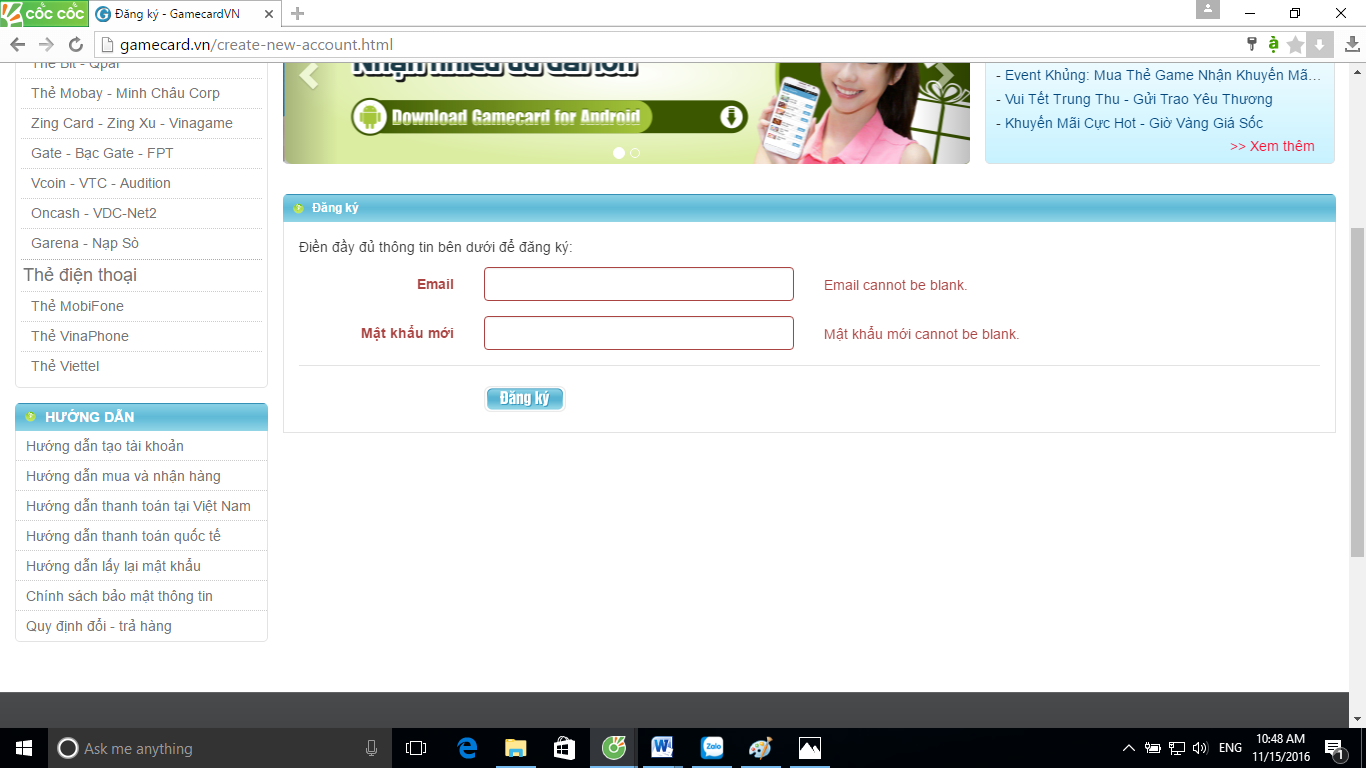 CỐC CỐC
Đăng ký - GamecardVN
gamecard.vn/create-new-account.html
Thẻ Bit - Qpal
Thẻ Mobay - Minh Châu Corp
Zing Card - Zing Xu - Vinagame
Gate - Bạc Gate - FPT
Vcoin - VTC - Audition
Oncash - VDC-Net2
Garena - Nạp Sò
Thẻ điện thoại
Thẻ MobiFone
Thẻ VinaPhone
Thẻ Viettel
HƯỚNG DẪN
Hướng dẫn tạo tài khoản
Hướng dẫn mua và nhận hàng
Hướng dẫn thanh toán tại Việt Nam
Hướng dẫn thanh toán quốc tế
Hướng dẫn lấy lại mật khẩu
Chính sách bảo mật thông tin
Quy định đổi - trả hàng
Nhận nhiều ưu đãi lớn
Download Gamecard for Android
- Event Khủng: Mua Thẻ Game Nhận Khuyến Mã...
- Vui Tết Trung Thu - Gửi Trao Yêu Thương
- Khuyến Mãi Cực Hot - Giờ Vàng Giá Sốc
>> Xem thêm
Đăng ký
Điền đầy đủ thông tin bên dưới để đăng ký:
Email
Email cannot be blank.
Mật khẩu mới
Mật khẩu mới cannot be blank.
Đăng ký
Ask me anything
Zalo
ENG
10:48 AM
11/15/2016
1